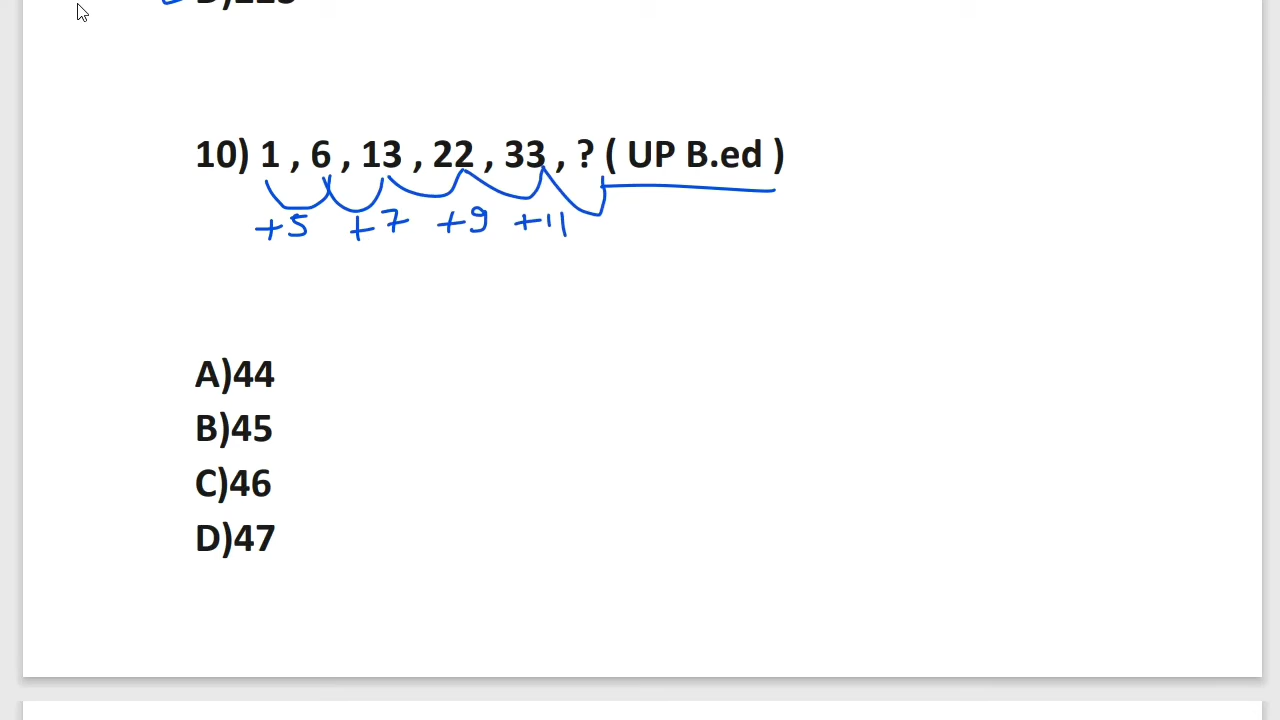 10) 1 , 6 , 13 , 22 , 33 , ? ( UP B.ed )
+5 +7 +9 +11
A)44
B)45
C)46
D)47